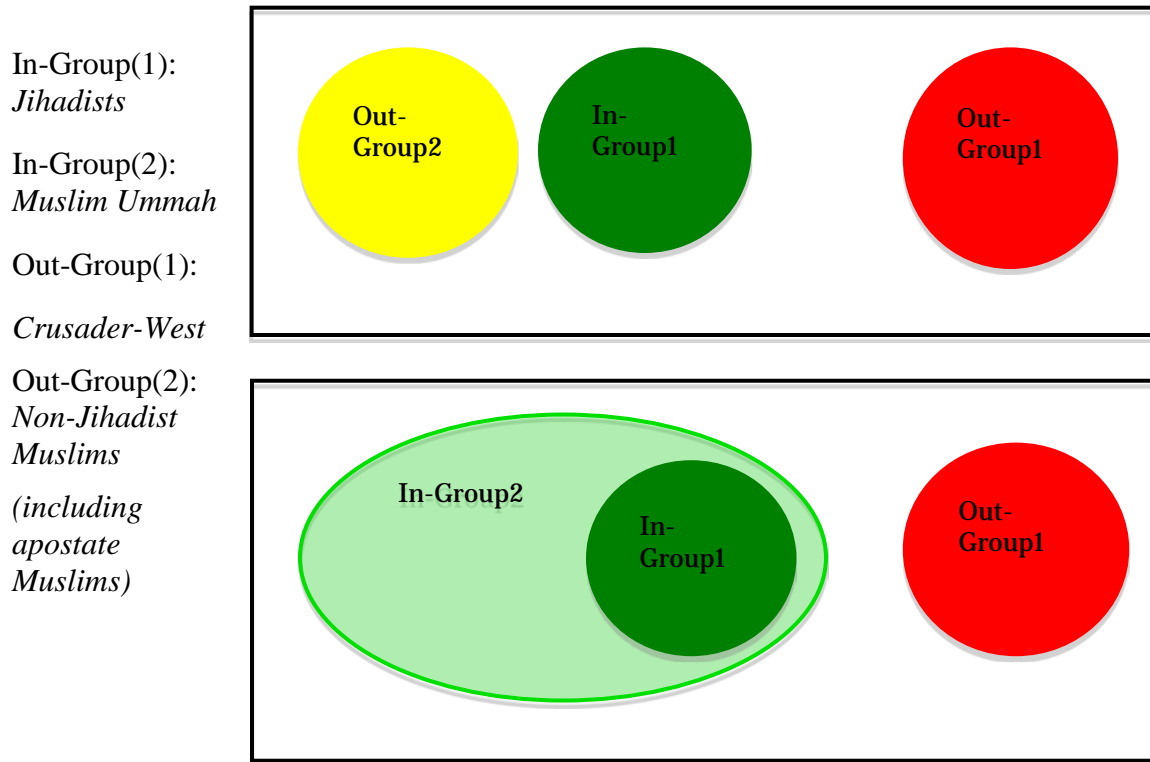 In-Group(1):
Jihadists
In-Group(2):
Muslim Ummah
Out-Group(1):
Crusader-West
Out-Group(2):
Non-Jihadist
Muslims
(including
apostate
Muslims)
Out-
Group2
In-
Group1
Out-
Group1
In-Group2
In-
Group1
Out-
Group1